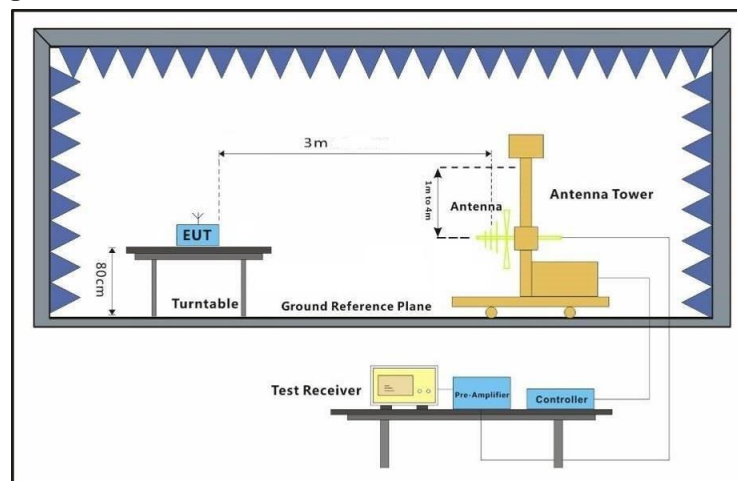 3m
1m to 4m
Antenna
Antenna Tower
EUT
80cm
Turntable
Ground Reference Plane
Test Receiver
Pre-Amplifier
Controller